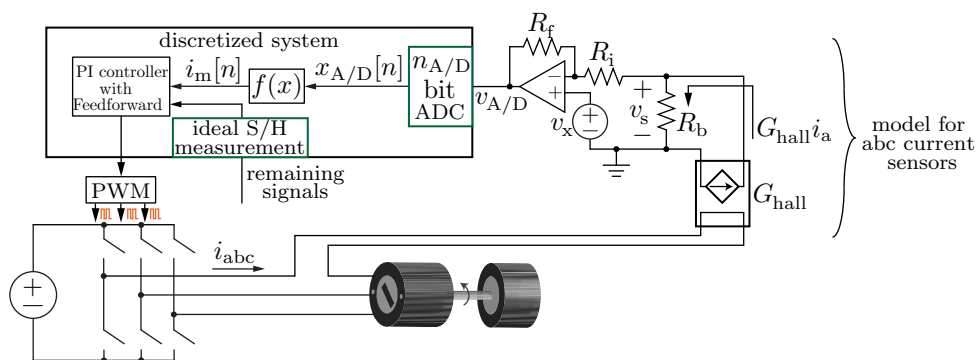 discretized system
PI controller
with
Feedforward
i_m[n]
f(x)
x_A/D[n]
n_A/D
bit
ADC
v_A/D
R_f
R_i
−
+
v_x
+
−
+
v_s
−
R_b
G_hall i_a
G_hall
model for
abc current
sensors
ideal S/H
measurement
remaining
signals
PWM
i_abc
+
−